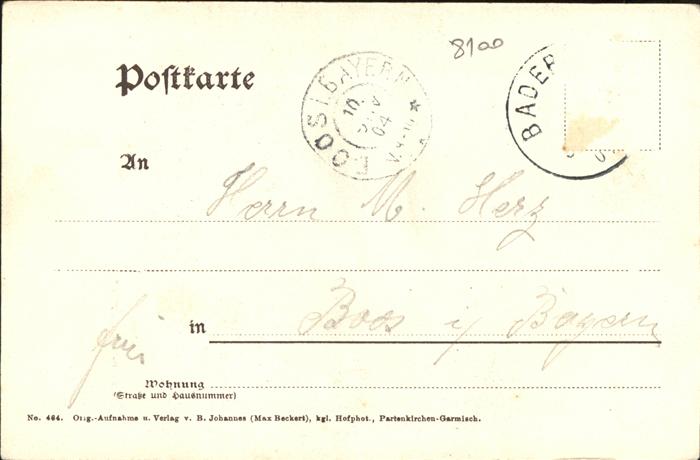 8100
Postkarte
BOOS I. BAYERN
10.
04
BADER
An
Herrn M. Herz
in Boos i/ Bayern
frei
Wohnung
(Straße und Hausnummer)
No. 464. Orig.-Aufnahme u. Verlag v. B. Johannes (Max Beckert), kgl. Hofphot., Partenkirchen-Garmisch.